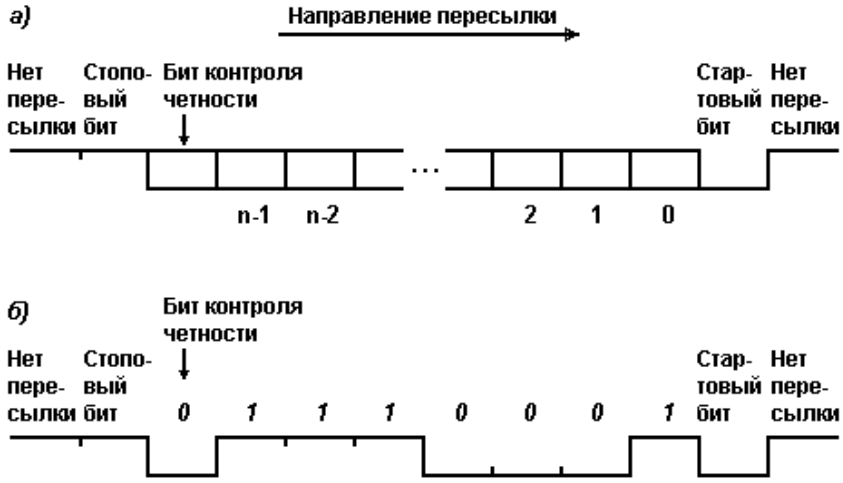 а)
Направление пересылки
Нет Стопо- Бит контроля Стар- Нет
пере- вый четности товый пере-
сылки бит бит сылки
...
n-1 n-2 2 1 0
б)
Бит контроля
четности
Нет Стопо- Стар- Нет
пере- вый товый пере-
сылки бит 0 1 1 1 0 0 0 1 бит сылки